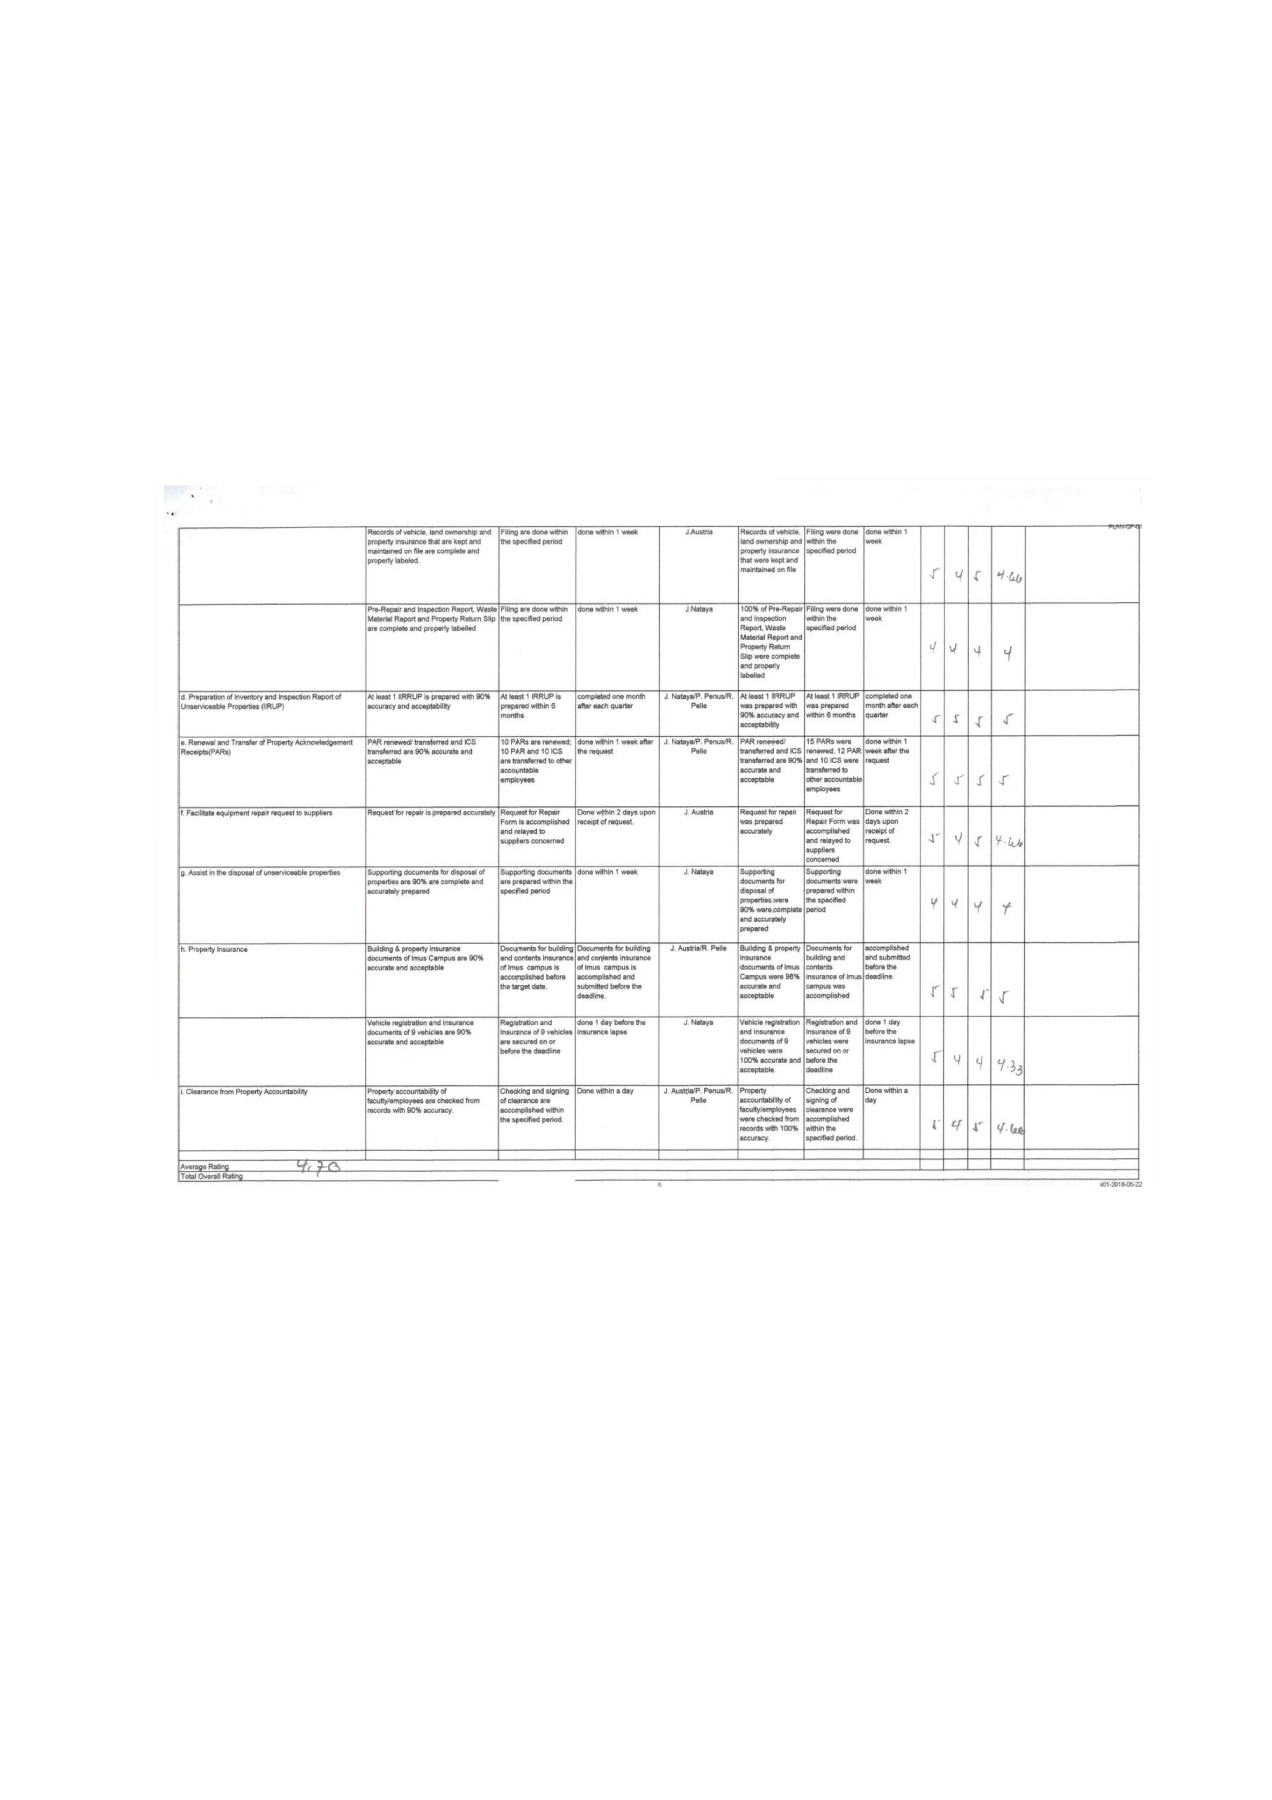 PLAN-QF-0
Records of vehicle, land ownership and
property insurance that are kept and
maintained on file are complete and
properly labeled.
Filing are done within
the specified period
done within 1 week
J.Austria
Records of vehicle,
land ownership and
property insurance
that were kept and
maintained on file
Filing were done
within the
specified period
done within 1
week
5 4 5 4.66
Pre-Repair and Inspection Report, Waste
Material Report and Property Return Slip
are complete and properly labelled
Filing are done within
the specified period
done within 1 week
J.Nataya
100% of Pre-Repair
and Inspection
Report, Waste
Material Report and
Property Return
Slip were complete
and properly
labelled
Filing were done
within the
specified period
done within 1
week
4 4 4 4
d. Preparation of Inventory and Inspection Report of
Unserviceable Properties (IRUP)
At least 1 IIRRUP is prepared with 90%
accuracy and acceptability
At least 1 IRRUP is
prepared within 6
months
completed one month
after each quarter
J. Nataya/P. Penus/R.
Pelle
At least 1 IIRRUP
was prepared with
90% accuracy and
acceptability
At least 1 IRRUP
was prepared
within 6 months
completed one
month after each
quarter
5 5 5 5
e. Renewal and Transfer of Property Acknowledgement
Receipts(PARs)
PAR renewed/ transferred and ICS
transferred are 90% accurate and
acceptable
10 PARs are renewed;
10 PAR and 10 ICS
are transferred to other
accountable
employees
done within 1 week after
the request
J. Nataya/P. Penus/R.
Pelle
PAR renewed/
transferred and ICS
transferred are 90%
accurate and
acceptable
15 PARs were
renewed; 12 PAR
and 10 ICS were
transferred to
other accountable
employees
done within 1
week after the
request
5 5 5 5
f. Facilitate equipment repair request to suppliers
Request for repair is prepared accurately
Request for Repair
Form is accomplished
and relayed to
suppliers concerned
Done within 2 days upon
receipt of request.
J. Austria
Request for repair
was prepared
accurately
Request for
Repair Form was
accomplished
and relayed to
suppliers
concerned
Done within 2
days upon
receipt of
request.
5 4 5 4.66
g. Assist in the disposal of unserviceable properties
Supporting documents for disposal of
properties are 90% are complete and
accurately prepared
Supporting documents
are prepared within the
specified period
done within 1 week
J. Nataya
Supporting
documents for
disposal of
properties were
90% were complete
and accurately
prepared
Supporting
documents were
prepared within
the specified
period
done within 1
week
4 4 4 4
h. Property Insurance
Building & property insurance
documents of Imus Campus are 90%
accurate and acceptable
Documents for building
and contents insurance
of Imus campus is
accomplished before
the target date.
Documents for building
and contents insurance
of Imus campus is
accomplished and
submitted before the
deadline.
J. Austria/R. Pelle
Building & property
insurance
documents of Imus
Campus were 98%
accurate and
acceptable
Documents for
building and
contents
insurance of Imus
campus was
accomplished
accomplished
and submitted
before the
deadline.
5 5 5 5
Vehicle registration and insurance
documents of 9 vehicles are 90%
accurate and acceptable
Registration and
Insurance of 9 vehicles
are secured on or
before the deadline
done 1 day before the
insurance lapse
J. Nataya
Vehicle registration
and insurance
documents of 9
vehicles were
100% accurate and
acceptable.
Registration and
Insurance of 9
vehicles were
secured on or
before the
deadline
done 1 day
before the
insurance lapse
5 4 4 4.33
i. Clearance from Property Accountability
Property accountability of
faculty/employees are checked from
records with 90% accuracy.
Checking and signing
of clearance are
accomplished within
the specified period.
Done within a day
J. Austria/P. Penus/R.
Pelle
Property
accountability of
faculty/employees
were checked from
records with 100%
accuracy.
Checking and
signing of
clearance were
accomplished
within the
specified period.
Done within a
day
5 4 5 4.66
Average Rating 4.70
Total Overall Rating
6
v01-2018-05-22